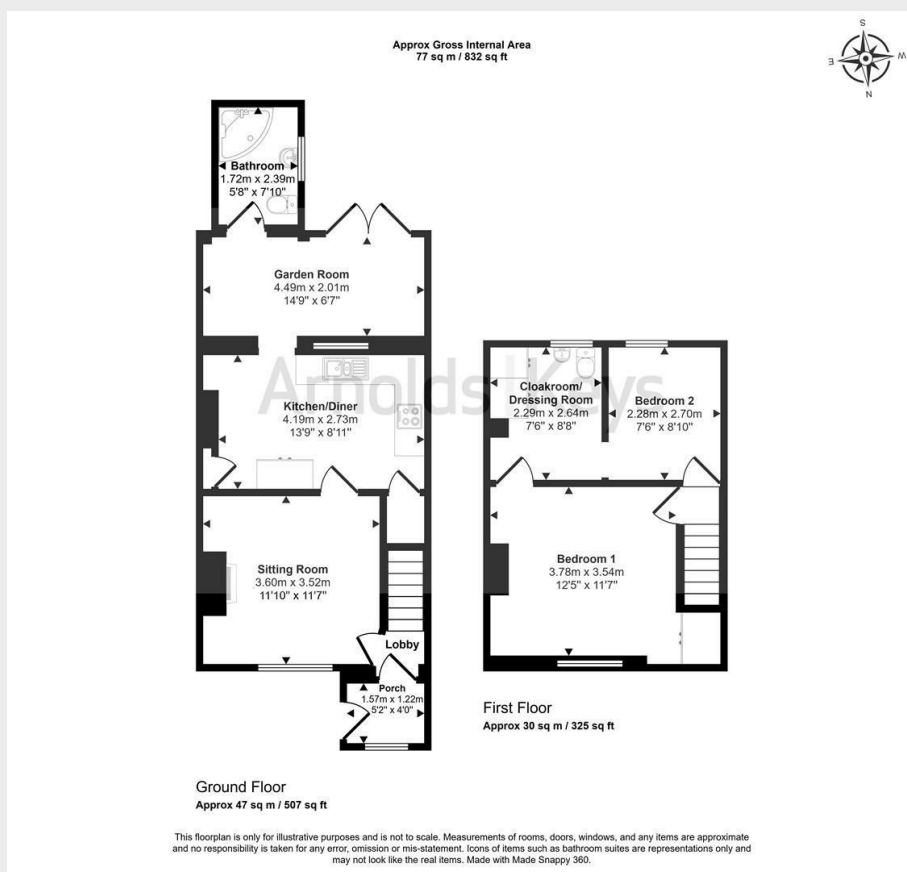 Approx Gross Internal Area
77 sq m / 832 sq ft
S
E
W
N
Bathroom
1.72m x 2.39m
5'8" x 7'10"
Garden Room
4.49m x 2.01m
14'9" x 6'7"
Arnolds Keys
Kitchen/Diner
4.19m x 2.73m
13'9" x 8'11"
Cloakroom/
Dressing Room
2.29m x 2.64m
7'6" x 8'8"
Bedroom 2
2.28m x 2.70m
7'6" x 8'10"
Sitting Room
3.60m x 3.52m
11'10" x 11'7"
Bedroom 1
3.78m x 3.54m
12'5" x 11'7"
Lobby
Porch
1.57m x 1.22m
5'2" x 4'0"
First Floor
Approx 30 sq m / 325 sq ft
Ground Floor
Approx 47 sq m / 507 sq ft
This floorplan is only for illustrative purposes and is not to scale. Measurements of rooms, doors, windows, and any items are approximate
and no responsibility is taken for any error, omission or mis-statement. Icons of items such as bathroom suites are representations only and
may not look like the real items. Made with Made Snappy 360.